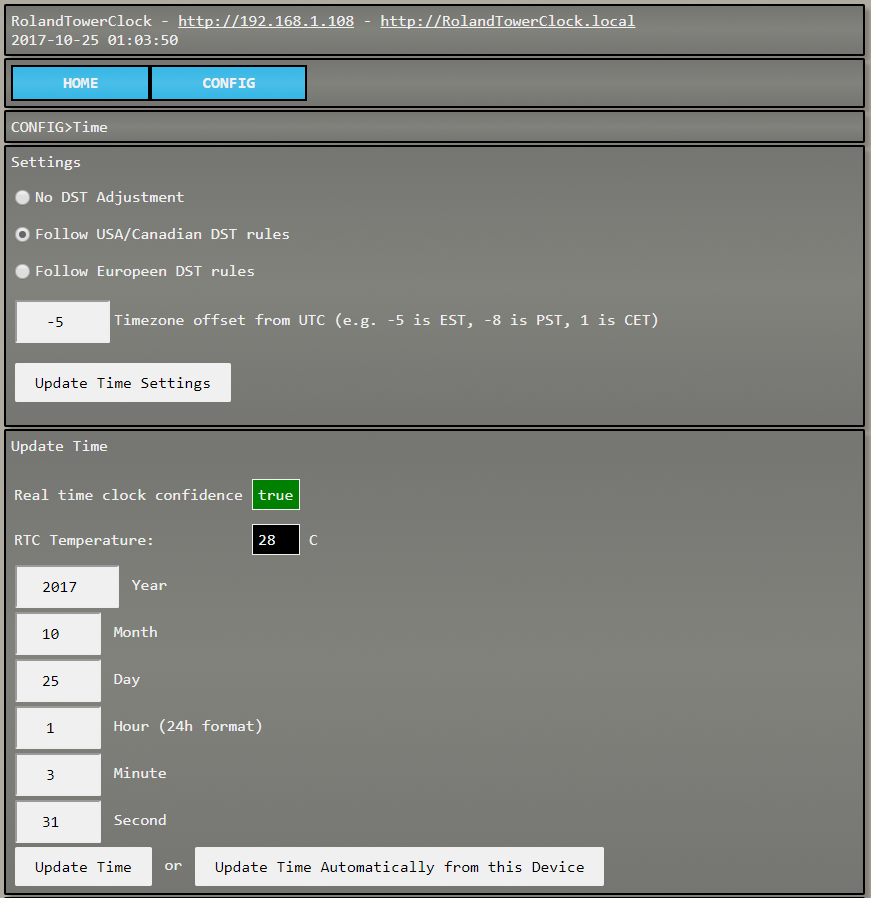 RolandTowerClock - http://192.168.1.108 - http://RolandTowerClock.local
2017-10-25 01:03:50
HOME CONFIG
CONFIG>Time
Settings
No DST Adjustment
Follow USA/Canadian DST rules
Follow Europeen DST rules
-5 Timezone offset from UTC (e.g. -5 is EST, -8 is PST, 1 is CET)
Update Time Settings
Update Time
Real time clock confidence true
RTC Temperature: 28 C
2017 Year
10 Month
25 Day
1 Hour (24h format)
3 Minute
31 Second
Update Time or Update Time Automatically from this Device